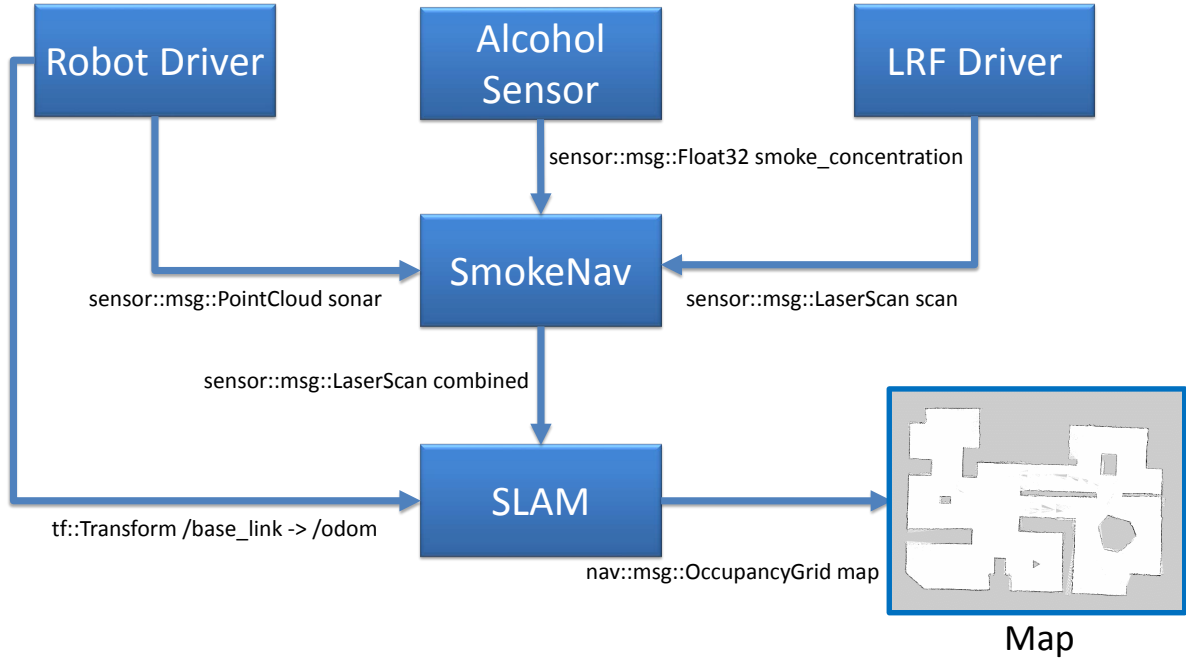 Robot Driver
Alcohol
Sensor
LRF Driver
sensor::msg::Float32 smoke_concentration
SmokeNav
sensor::msg::PointCloud sonar
sensor::msg::LaserScan scan
sensor::msg::LaserScan combined
SLAM
tf::Transform /base_link -> /odom
nav::msg::OccupancyGrid map
Map